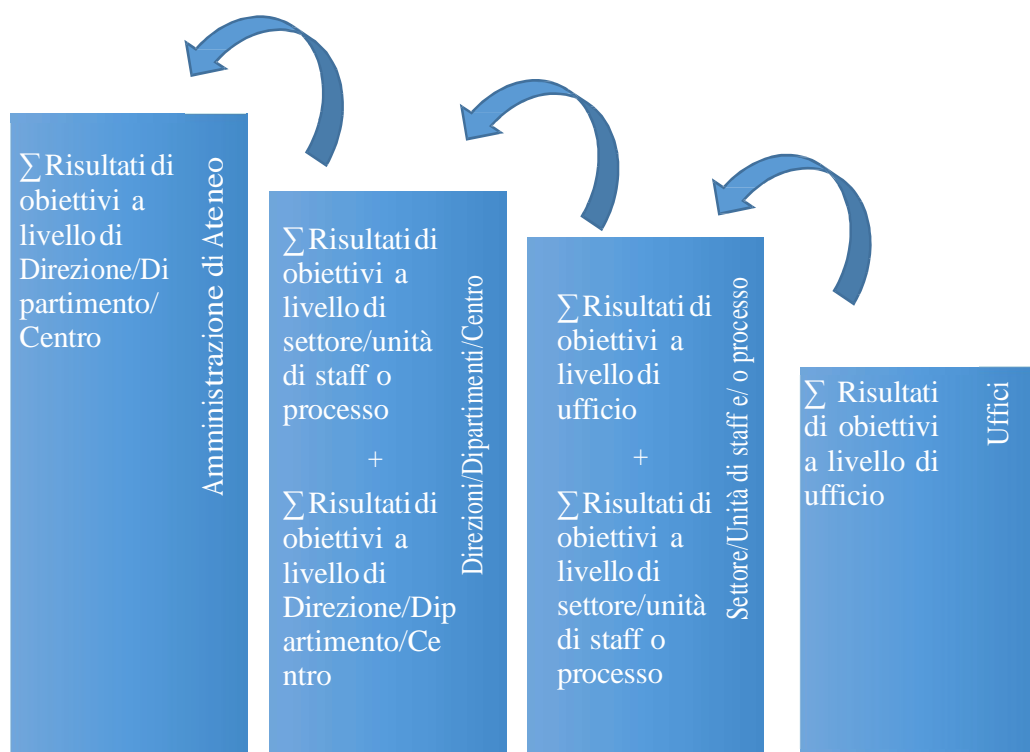 ∑Risultati di
obiettivi a
livello di
Direzione/Di
partimento/
Centro
Amministrazione di Ateneo
∑Risultati di
obiettivi a
livello di
settore/unità
di staff o
processo
+
∑Risultati di
obiettivi a
livello di
Direzione/Dip
artimento/Ce
ntro
Direzioni/Dipartimenti/Centro
∑Risultati di
obiettivi a
livello di
ufficio
+
∑Risultati di
obiettivi a
livello di
settore/unità
di staff o
processo
Settore/Unità di staff e/ o processo
∑ Risultati
di obiettivi
a livello di
ufficio
Uffici